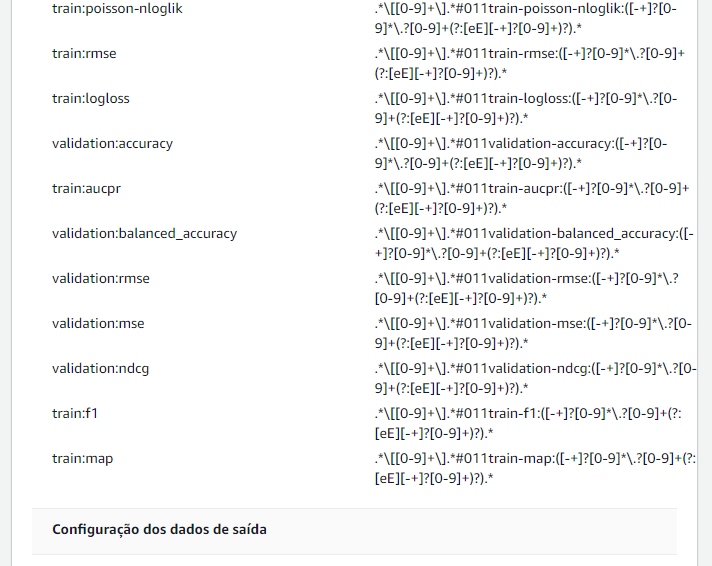 train:poisson-nloglik
.*\[[0-9]+\].*#011train-poisson-nloglik:([-+]?[0-
9]*\.?[0-9]+(?:[eE][-+]?[0-9]+)?).*
train:rmse
.*\[[0-9]+\].*#011train-rmse:([-+]?[0-9]*\.?[0-9]+
(?:[eE][-+]?[0-9]+)?).*
train:logloss
.*\[[0-9]+\].*#011train-logloss:([-+]?[0-9]*\.?[0-
9]+(?:[eE][-+]?[0-9]+)?).*
validation:accuracy
.*\[[0-9]+\].*#011validation-accuracy:([-+]?[0-
9]*\.?[0-9]+(?:[eE][-+]?[0-9]+)?).*
train:aucpr
.*\[[0-9]+\].*#011train-aucpr:([-+]?[0-9]*\.?[0-9]+
(?:[eE][-+]?[0-9]+)?).*
validation:balanced_accuracy
.*\[[0-9]+\].*#011validation-balanced_accuracy:([-
+]?[0-9]*\.?[0-9]+(?:[eE][-+]?[0-9]+)?).*
validation:rmse
.*\[[0-9]+\].*#011validation-rmse:([-+]?[0-9]*\.?
[0-9]+(?:[eE][-+]?[0-9]+)?).*
validation:mse
.*\[[0-9]+\].*#011validation-mse:([-+]?[0-9]*\.?[0-
9]+(?:[eE][-+]?[0-9]+)?).*
validation:ndcg
.*\[[0-9]+\].*#011validation-ndcg:([-+]?[0-9]*\.?[0-
9]+(?:[eE][-+]?[0-9]+)?).*
train:f1
.*\[[0-9]+\].*#011train-f1:([-+]?[0-9]*\.?[0-9]+(?:
[eE][-+]?[0-9]+)?).*
train:map
.*\[[0-9]+\].*#011train-map:([-+]?[0-9]*\.?[0-9]+(?:
[eE][-+]?[0-9]+)?).*
Configuração dos dados de saída